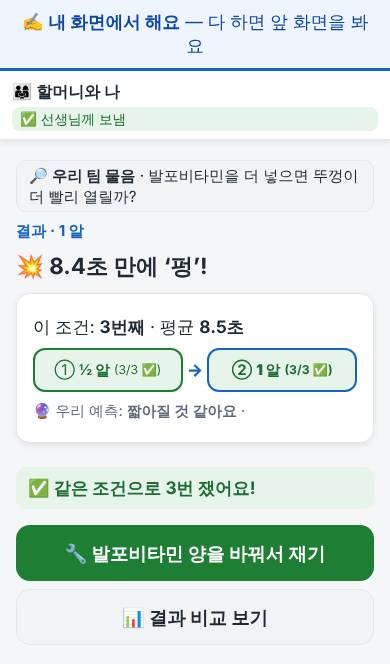 ✍️ 내 화면에서 해요 — 다 하면 앞 화면을 봐
요
👨‍👩‍👧 할머니와 나
✅ 선생님께 보냄
🔎 우리 팀 물음 · 발포비타민을 더 넣으면 뚜껑이
더 빨리 열릴까?
결과 · 1알
💥 8.4초 만에 ‘펑’!
이 조건: 3번째 · 평균 8.5초
① ½ 알 (3/3 ✅) → ② 1알 (3/3 ✅)
🔮 우리 예측: 짧아질 것 같아요 ·
✅ 같은 조건으로 3번 쟀어요!
🔧 발포비타민 양을 바꿔서 재기
📊 결과 비교 보기